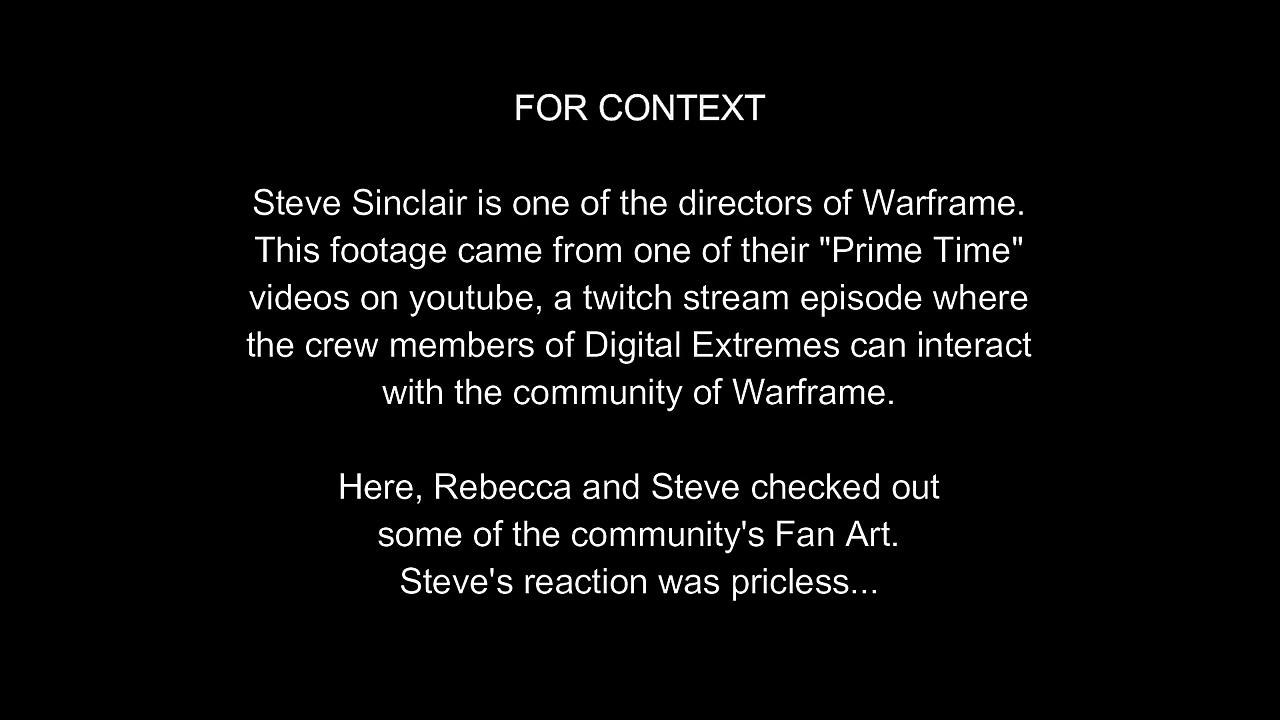 FOR CONTEXT
Steve Sinclair is one of the directors of Warframe.
This footage came from one of their "Prime Time"
videos on youtube, a twitch stream episode where
the crew members of Digital Extremes can interact
with the community of Warframe.
Here, Rebecca and Steve checked out
some of the community's Fan Art.
Steve's reaction was pricless...